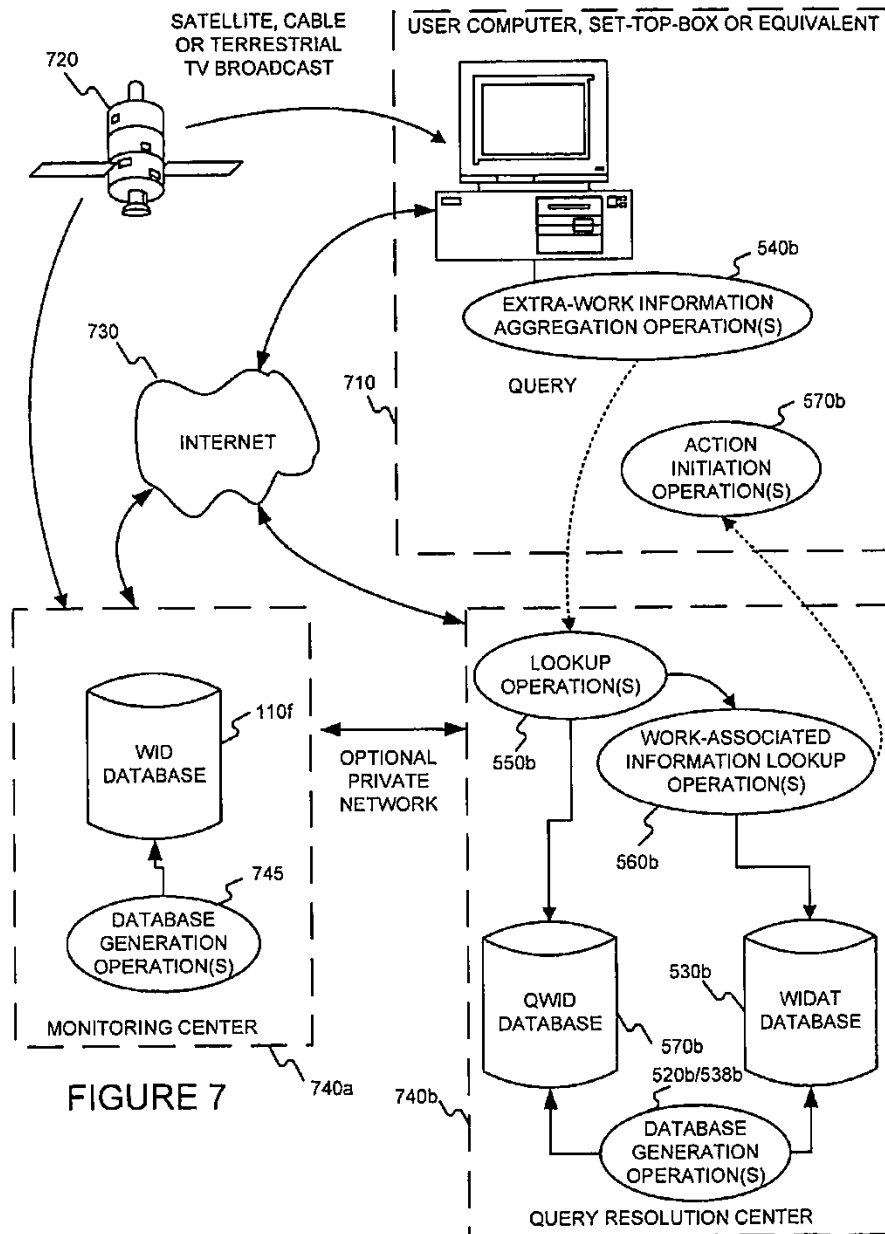 SATELLITE, CABLE
OR TERRESTRIAL
TV BROADCAST
720
USER COMPUTER, SET-TOP-BOX OR EQUIVALENT
540b
EXTRA-WORK INFORMATION
AGGREGATION OPERATION(S)
QUERY
730
INTERNET
710
570b
ACTION
INITIATION
OPERATION(S)
WID
DATABASE
110f
745
DATABASE
GENERATION
OPERATION(S)
MONITORING CENTER
740a
OPTIONAL
PRIVATE
NETWORK
LOOKUP
OPERATION(S)
550b
WORK-ASSOCIATED
INFORMATION LOOKUP
OPERATION(S)
560b
QWID
DATABASE
570b
530b
WIDAT
DATABASE
520b/538b
DATABASE
GENERATION
OPERATION(S)
740b
QUERY RESOLUTION CENTER
FIGURE 7